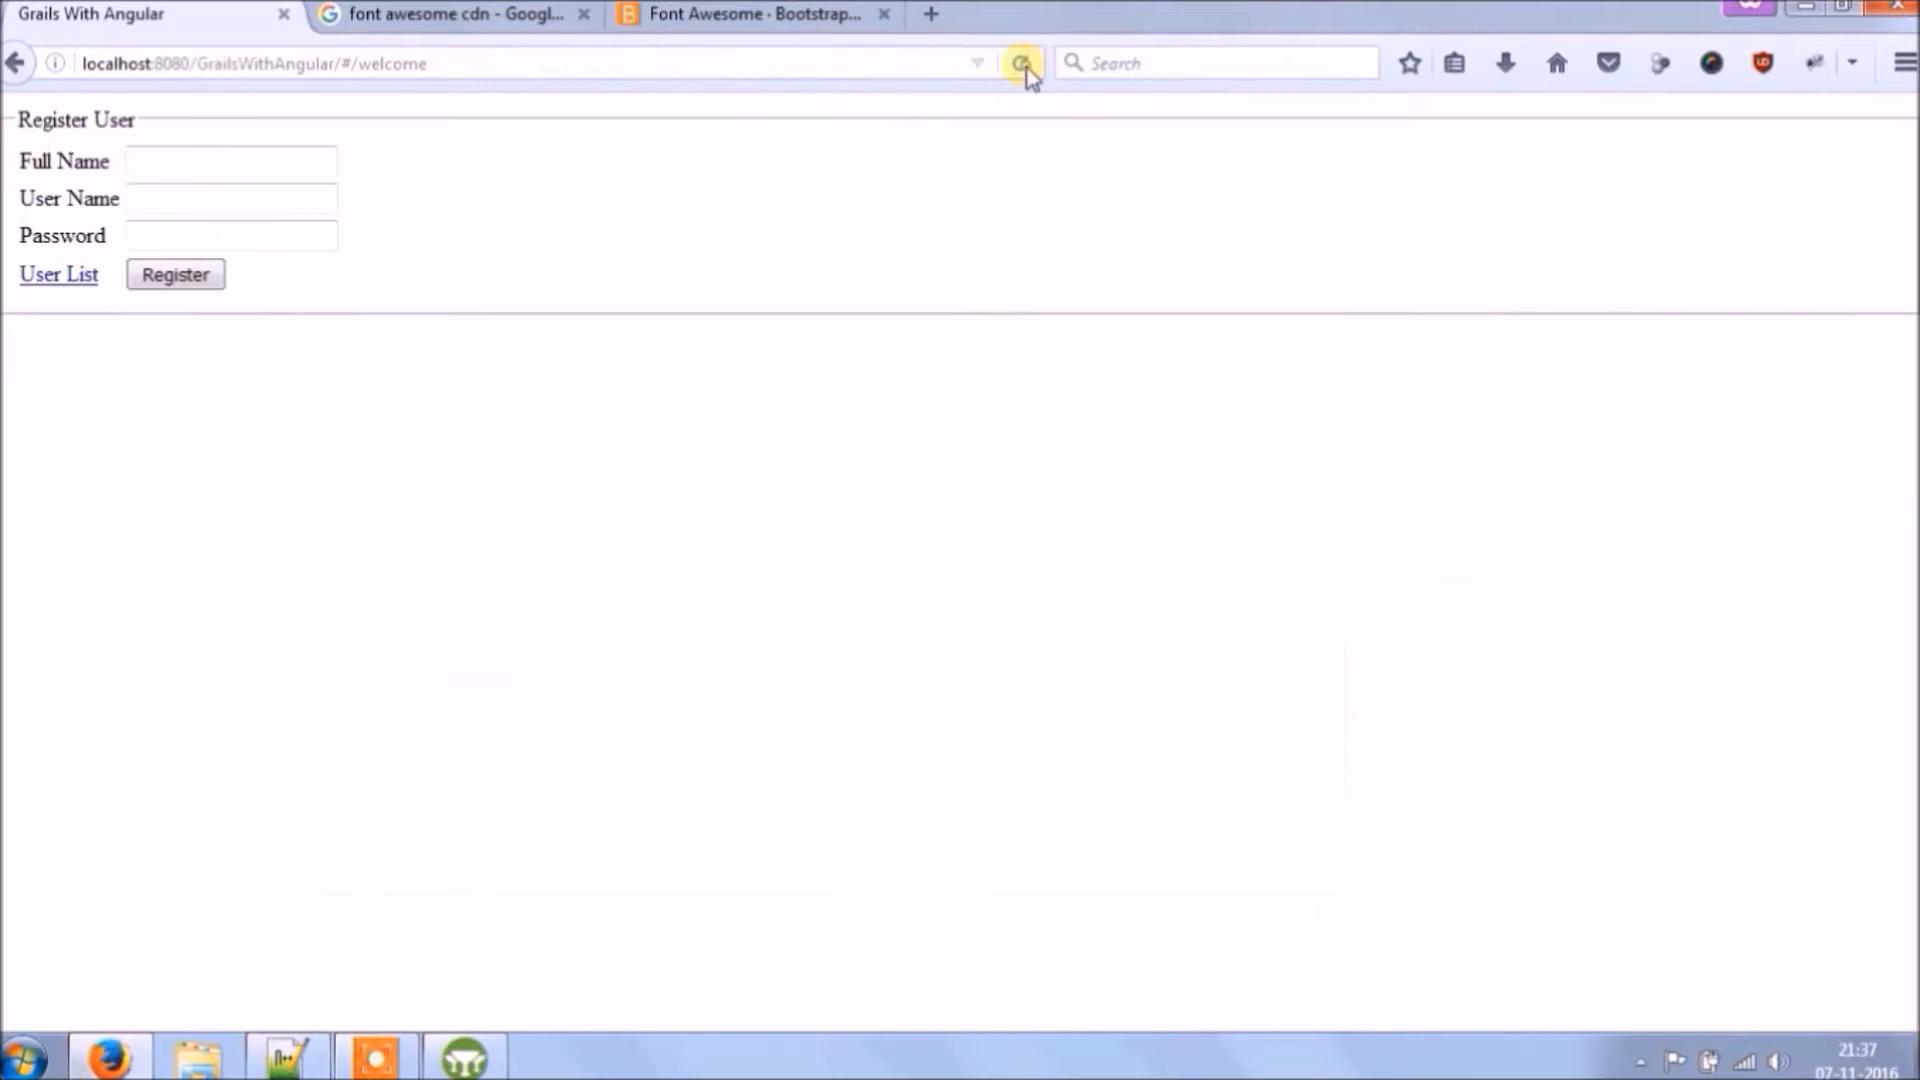 Grails With Angular
font awesome cdn - Googl...
Font Awesome · Bootstrap...
localhost:8080/GrailsWithAngular/#/welcome
Search
Register User
Full Name
User Name
Password
User List Register
21:37
07-11-2016